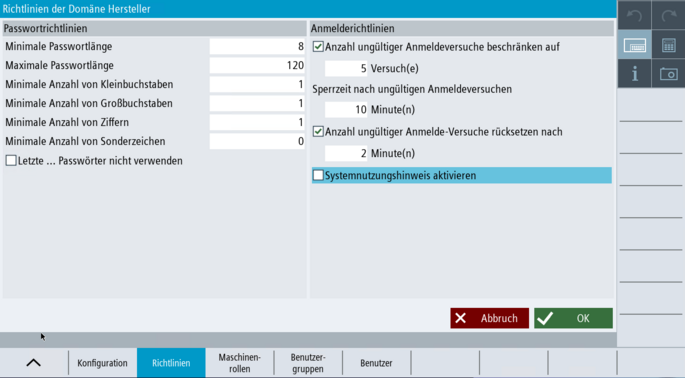 Richtlinien der Domäne Hersteller
Passwortrichtlinien
Minimale Passwortlänge 8
Maximale Passwortlänge 120
Minimale Anzahl von Kleinbuchstaben 1
Minimale Anzahl von Großbuchstaben 1
Minimale Anzahl von Ziffern 1
Minimale Anzahl von Sonderzeichen 0
Letzte ... Passwörter nicht verwenden
Anmelderichtlinien
Anzahl ungültiger Anmeldeversuche beschränken auf
5 Versuch(e)
Sperrzeit nach ungültigen Anmeldeversuchen
10 Minute(n)
Anzahl ungültiger Anmelde-Versuche rücksetzen nach
2 Minute(n)
Systemnutzungshinweis aktivieren
Abbruch
OK
Konfiguration
Richtlinien
Maschinen-
rollen
Benutzer-
gruppen
Benutzer